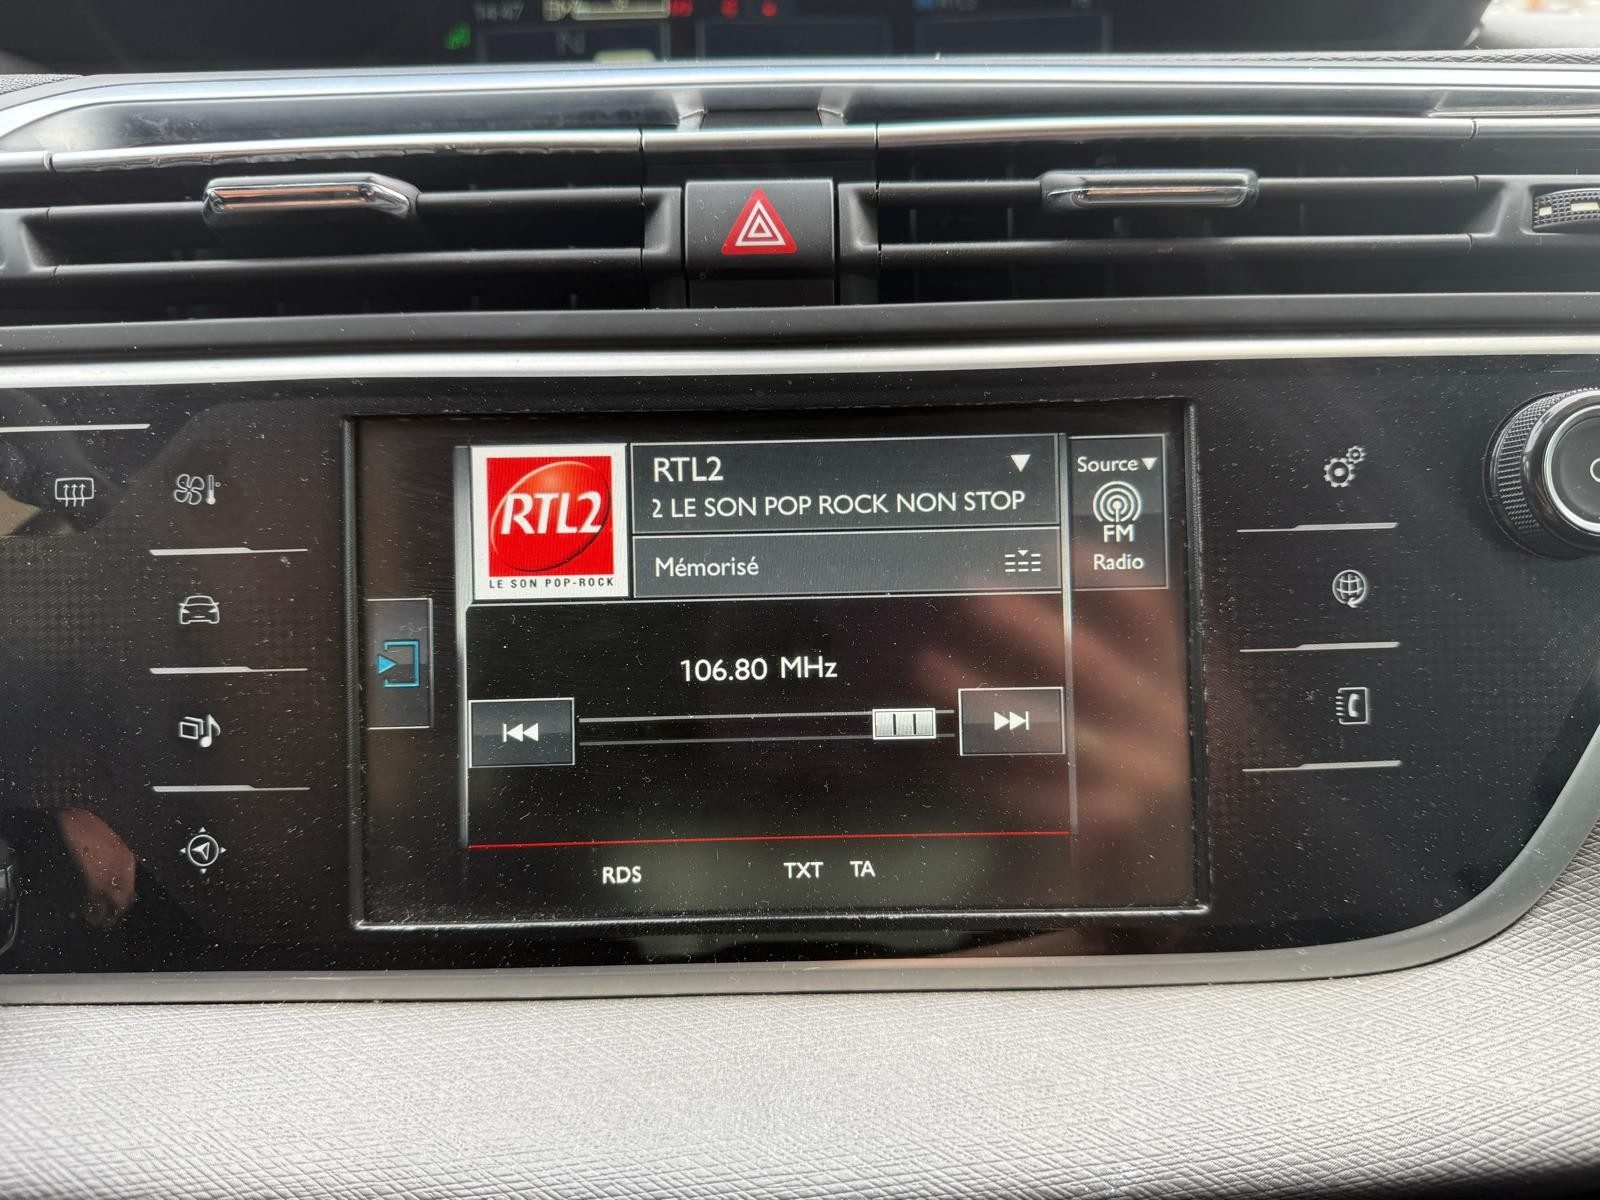 RTL2
LE SON POP-ROCK
RTL2
2 LE SON POP ROCK NON STOP
Mémorisé
Source
FM
Radio
106.80 MHz
RDS TXT TA